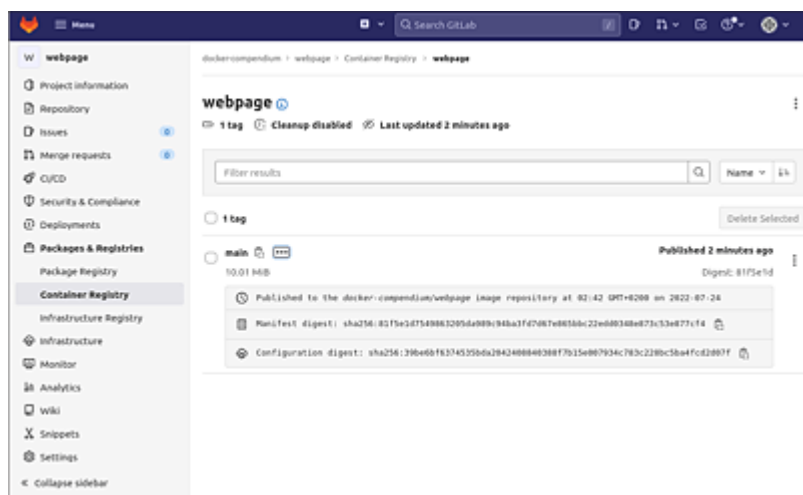 Menu
Search GitLab
W webpage
Project information
Repository
Issues 0
Merge requests 0
CI/CD
Security & Compliance
Deployments
Packages & Registries
Package Registry
Container Registry
Infrastructure Registry
Infrastructure
Monitor
Analytics
Wiki
Snippets
Settings
Collapse sidebar
docker-compendium > webpage > Container Registry > webpage
webpage
1 tag Cleanup disabled Last updated 2 minutes ago
Filter results Name
1 tag Delete Selected
main Published 2 minutes ago
10.01 MiB Digest: 81f5e1d
Published to the docker-compendium/webpage image repository at 02:42 GMT+0200 on 2022-07-24
Manifest digest:
Configuration digest: